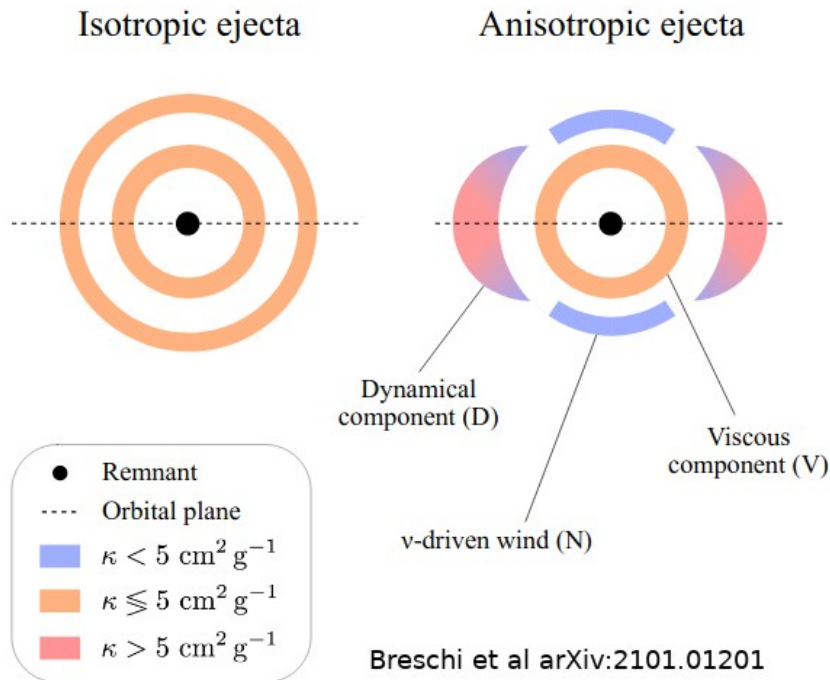 Isotropic ejecta
Anisotropic ejecta
Dynamical
component (D)
Viscous
component (V)
ν-driven wind (N)
Remnant
Orbital plane
κ < 5 cm² g⁻¹
κ ≶ 5 cm² g⁻¹
κ > 5 cm² g⁻¹
Breschi et al arXiv:2101.01201